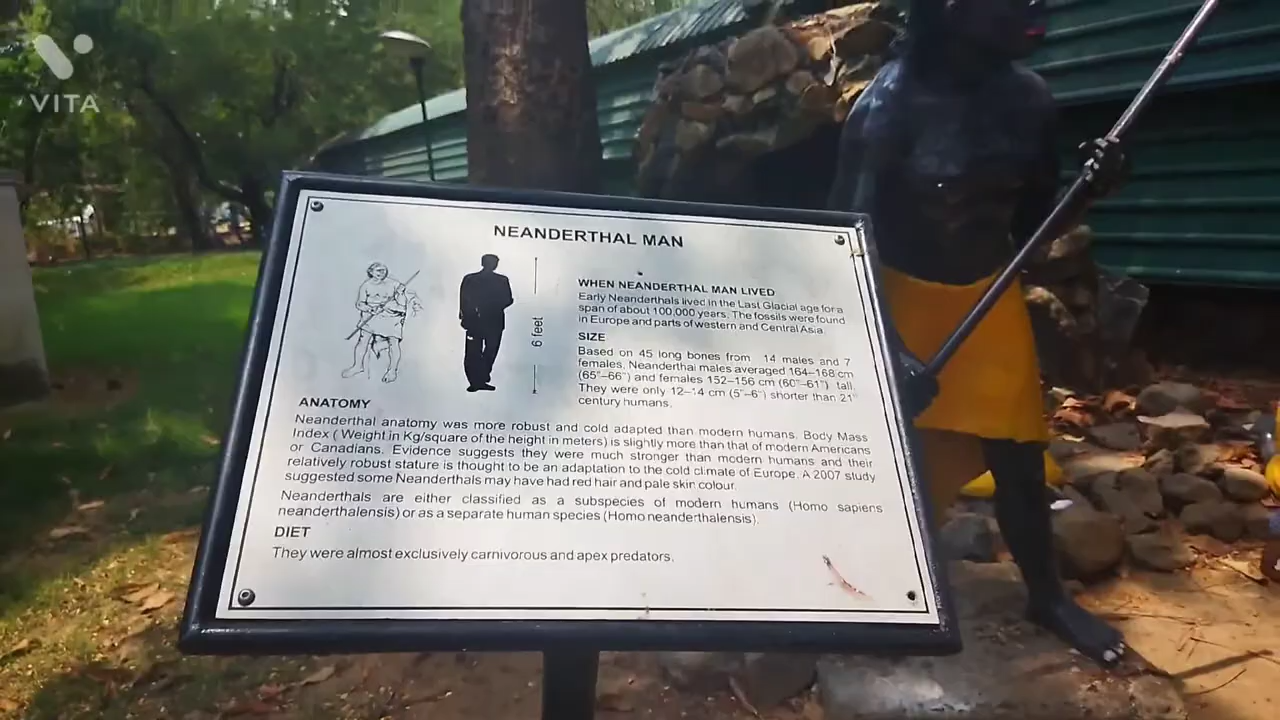 VITA
NEANDERTHAL MAN
6 feet
WHEN NEANDERTHAL MAN LIVED
Early Neanderthals lived in the Last Glacial age for a
span of about 100,000 years. The fossils were found
in Europe and parts of western and Central Asia.
SIZE
Based on 45 long bones from 14 males and 7
females, Neanderthal males averaged 164–168 cm
(65"–66") and females 152–156 cm (60"–61") tall.
They were only 12–14 cm (5"–6") shorter than 21
century humans.
ANATOMY
Neanderthal anatomy was more robust and cold adapted than modern humans. Body Mass
Index ( Weight in Kg/square of the height in meters) is slightly more than that of modern Americans
or Canadians. Evidence suggests they were much stronger than modern humans and their
relatively robust stature is thought to be an adaptation to the cold climate of Europe. A 2007 study
suggested some Neanderthals may have had red hair and pale skin colour.
Neanderthals are either classified as a subspecies of modern humans (Homo sapiens
neanderthalensis) or as a separate human species (Homo neanderthalensis).
DIET
They were almost exclusively carnivorous and apex predators.